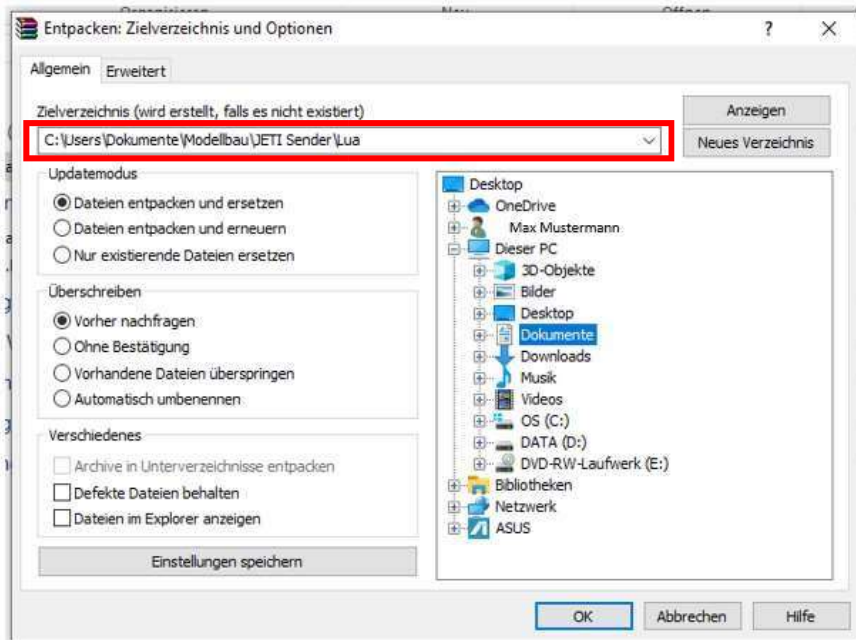 Entpacken: Zielverzeichnis und Optionen
Allgemein Erweitert
Zielverzeichnis (wird erstellt, falls es nicht existiert)
Anzeigen
C:\Users\Dokumente\Modellbau\JETI Sender\Lua
Neues Verzeichnis
Updatemodus
Dateien entpacken und ersetzen
Dateien entpacken und erneuern
Nur existierende Dateien ersetzen
Überschreiben
Vorher nachfragen
Ohne Bestätigung
Vorhandene Dateien überspringen
Automatisch umbenennen
Verschiedenes
Archive in Unterverzeichnisse entpacken
Defekte Dateien behalten
Dateien im Explorer anzeigen
Einstellungen speichern
Desktop
OneDrive
Max Mustermann
Dieser PC
3D-Objekte
Bilder
Desktop
Dokumente
Downloads
Musik
Videos
OS (C:)
DATA (D:)
DVD-RW-Laufwerk (E:)
Bibliotheken
Netzwerk
ASUS
OK Abbrechen Hilfe